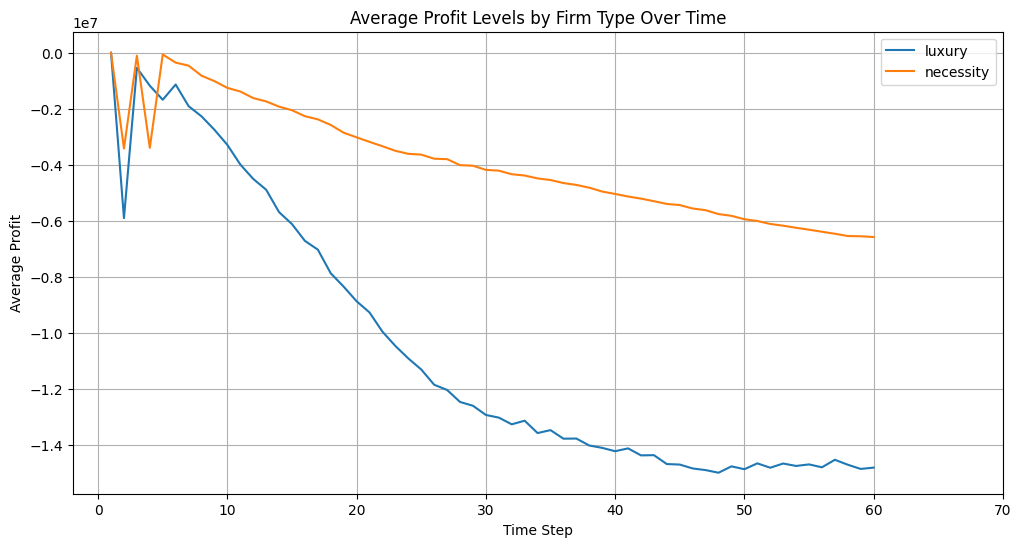 Average Profit Levels by Firm Type Over Time
1e7
luxury
necessity
0.0
−0.2
−0.4
−0.6
−0.8
−1.0
−1.2
−1.4
Average Profit
0 10 20 30 40 50 60 70
Time Step